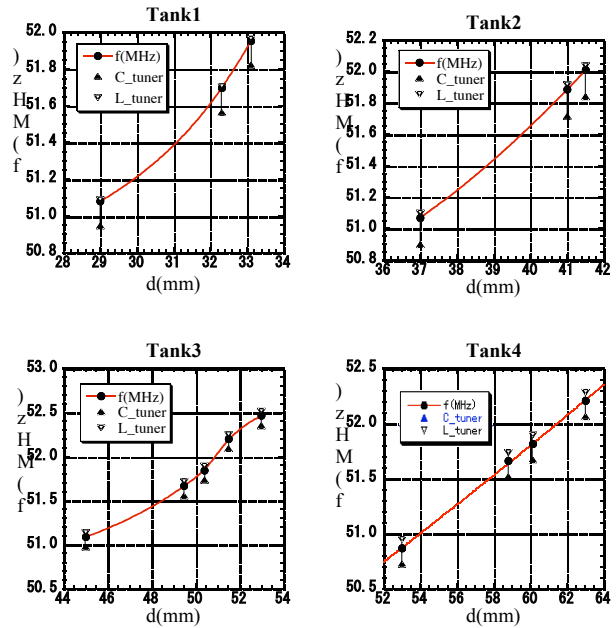 Tank1
52.0
51.8
51.6
51.4
51.2
51.0
50.8
f(MHz)
f(MHz)
C_tuner
L_tuner
28 29 30 31 32 33 34
d(mm)
Tank2
52.2
52.0
51.8
51.6
51.4
51.2
51.0
50.8
f(MHz)
f(MHz)
C_tuner
L_tuner
36 37 38 39 40 41 42
d(mm)
Tank3
53.0
52.5
52.0
51.5
51.0
50.5
f(MHz)
f(MHz)
C_tuner
L_tuner
44 46 48 50 52 54
d(mm)
Tank4
52.5
52.0
51.5
51.0
50.5
f(MHz)
f(MHz)
C_tuner
L_tuner
52 54 56 58 60 62 64
d(mm)